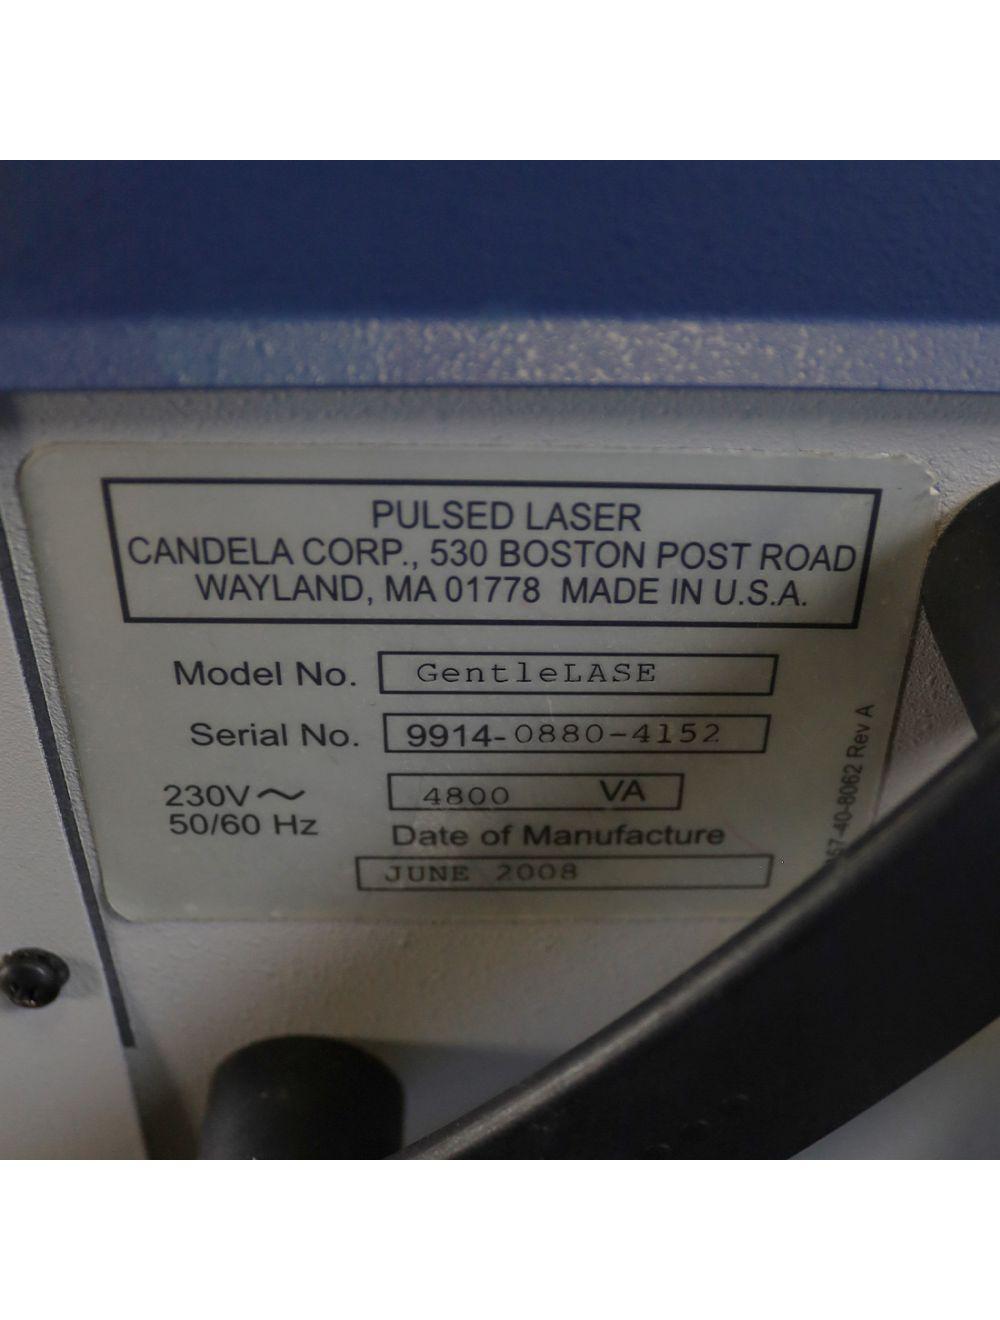 PULSED LASER
CANDELA CORP., 530 BOSTON POST ROAD
WAYLAND, MA 01778 MADE IN U.S.A.
Model No. GentleLASE
Serial No. 9914-0880-4152
230V～ 4800 VA
50/60 Hz
Date of Manufacture
JUNE 2008
Rev A